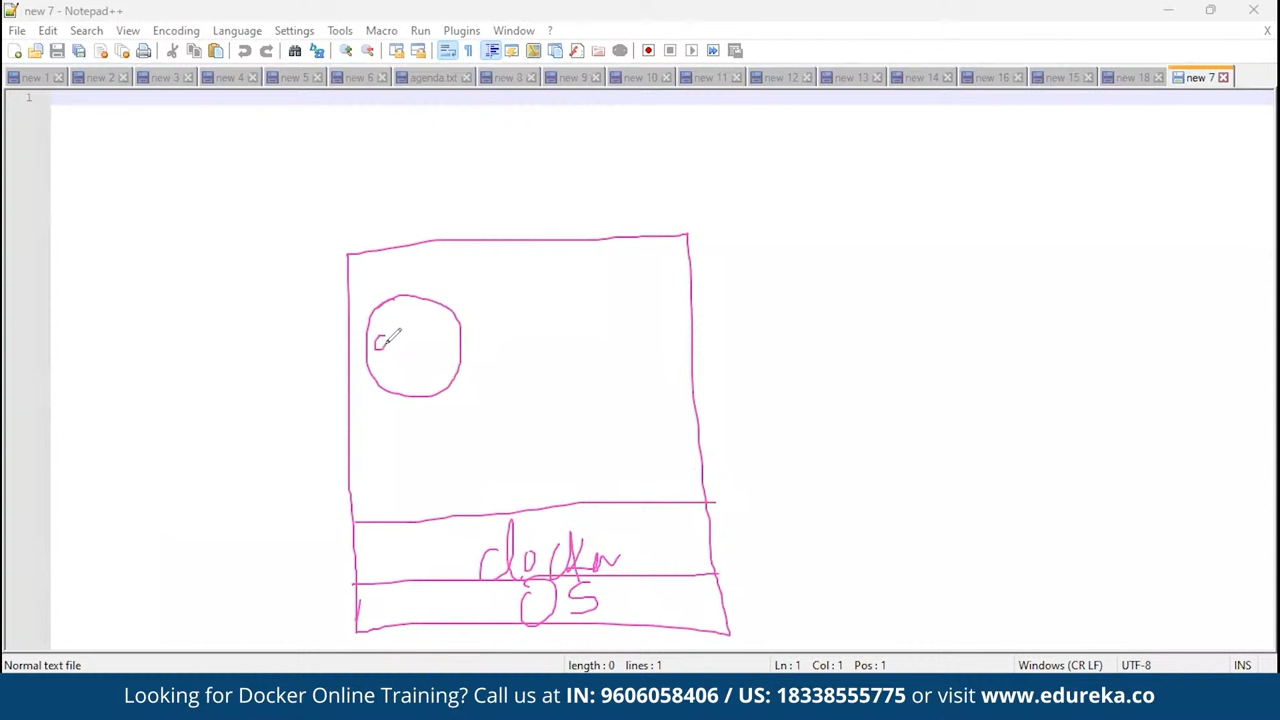 new 7 - Notepad++
File Edit Search View Encoding Language Settings Tools Macro Run Plugins Window ?
X
new 1 new 2 new 3 new 4 new 5 new 6 agenda.txt new 8 new 9 new 10 new 11 new 12 new 13 new 14 new 16 new 15 new 18 new 7
1
docker
OS
Normal text file length : 0 lines : 1 Ln : 1 Col : 1 Pos : 1 Windows (CR LF) UTF-8 INS
Looking for Docker Online Training? Call us at IN: 9606058406 / US: 18338555775 or visit www.edureka.co